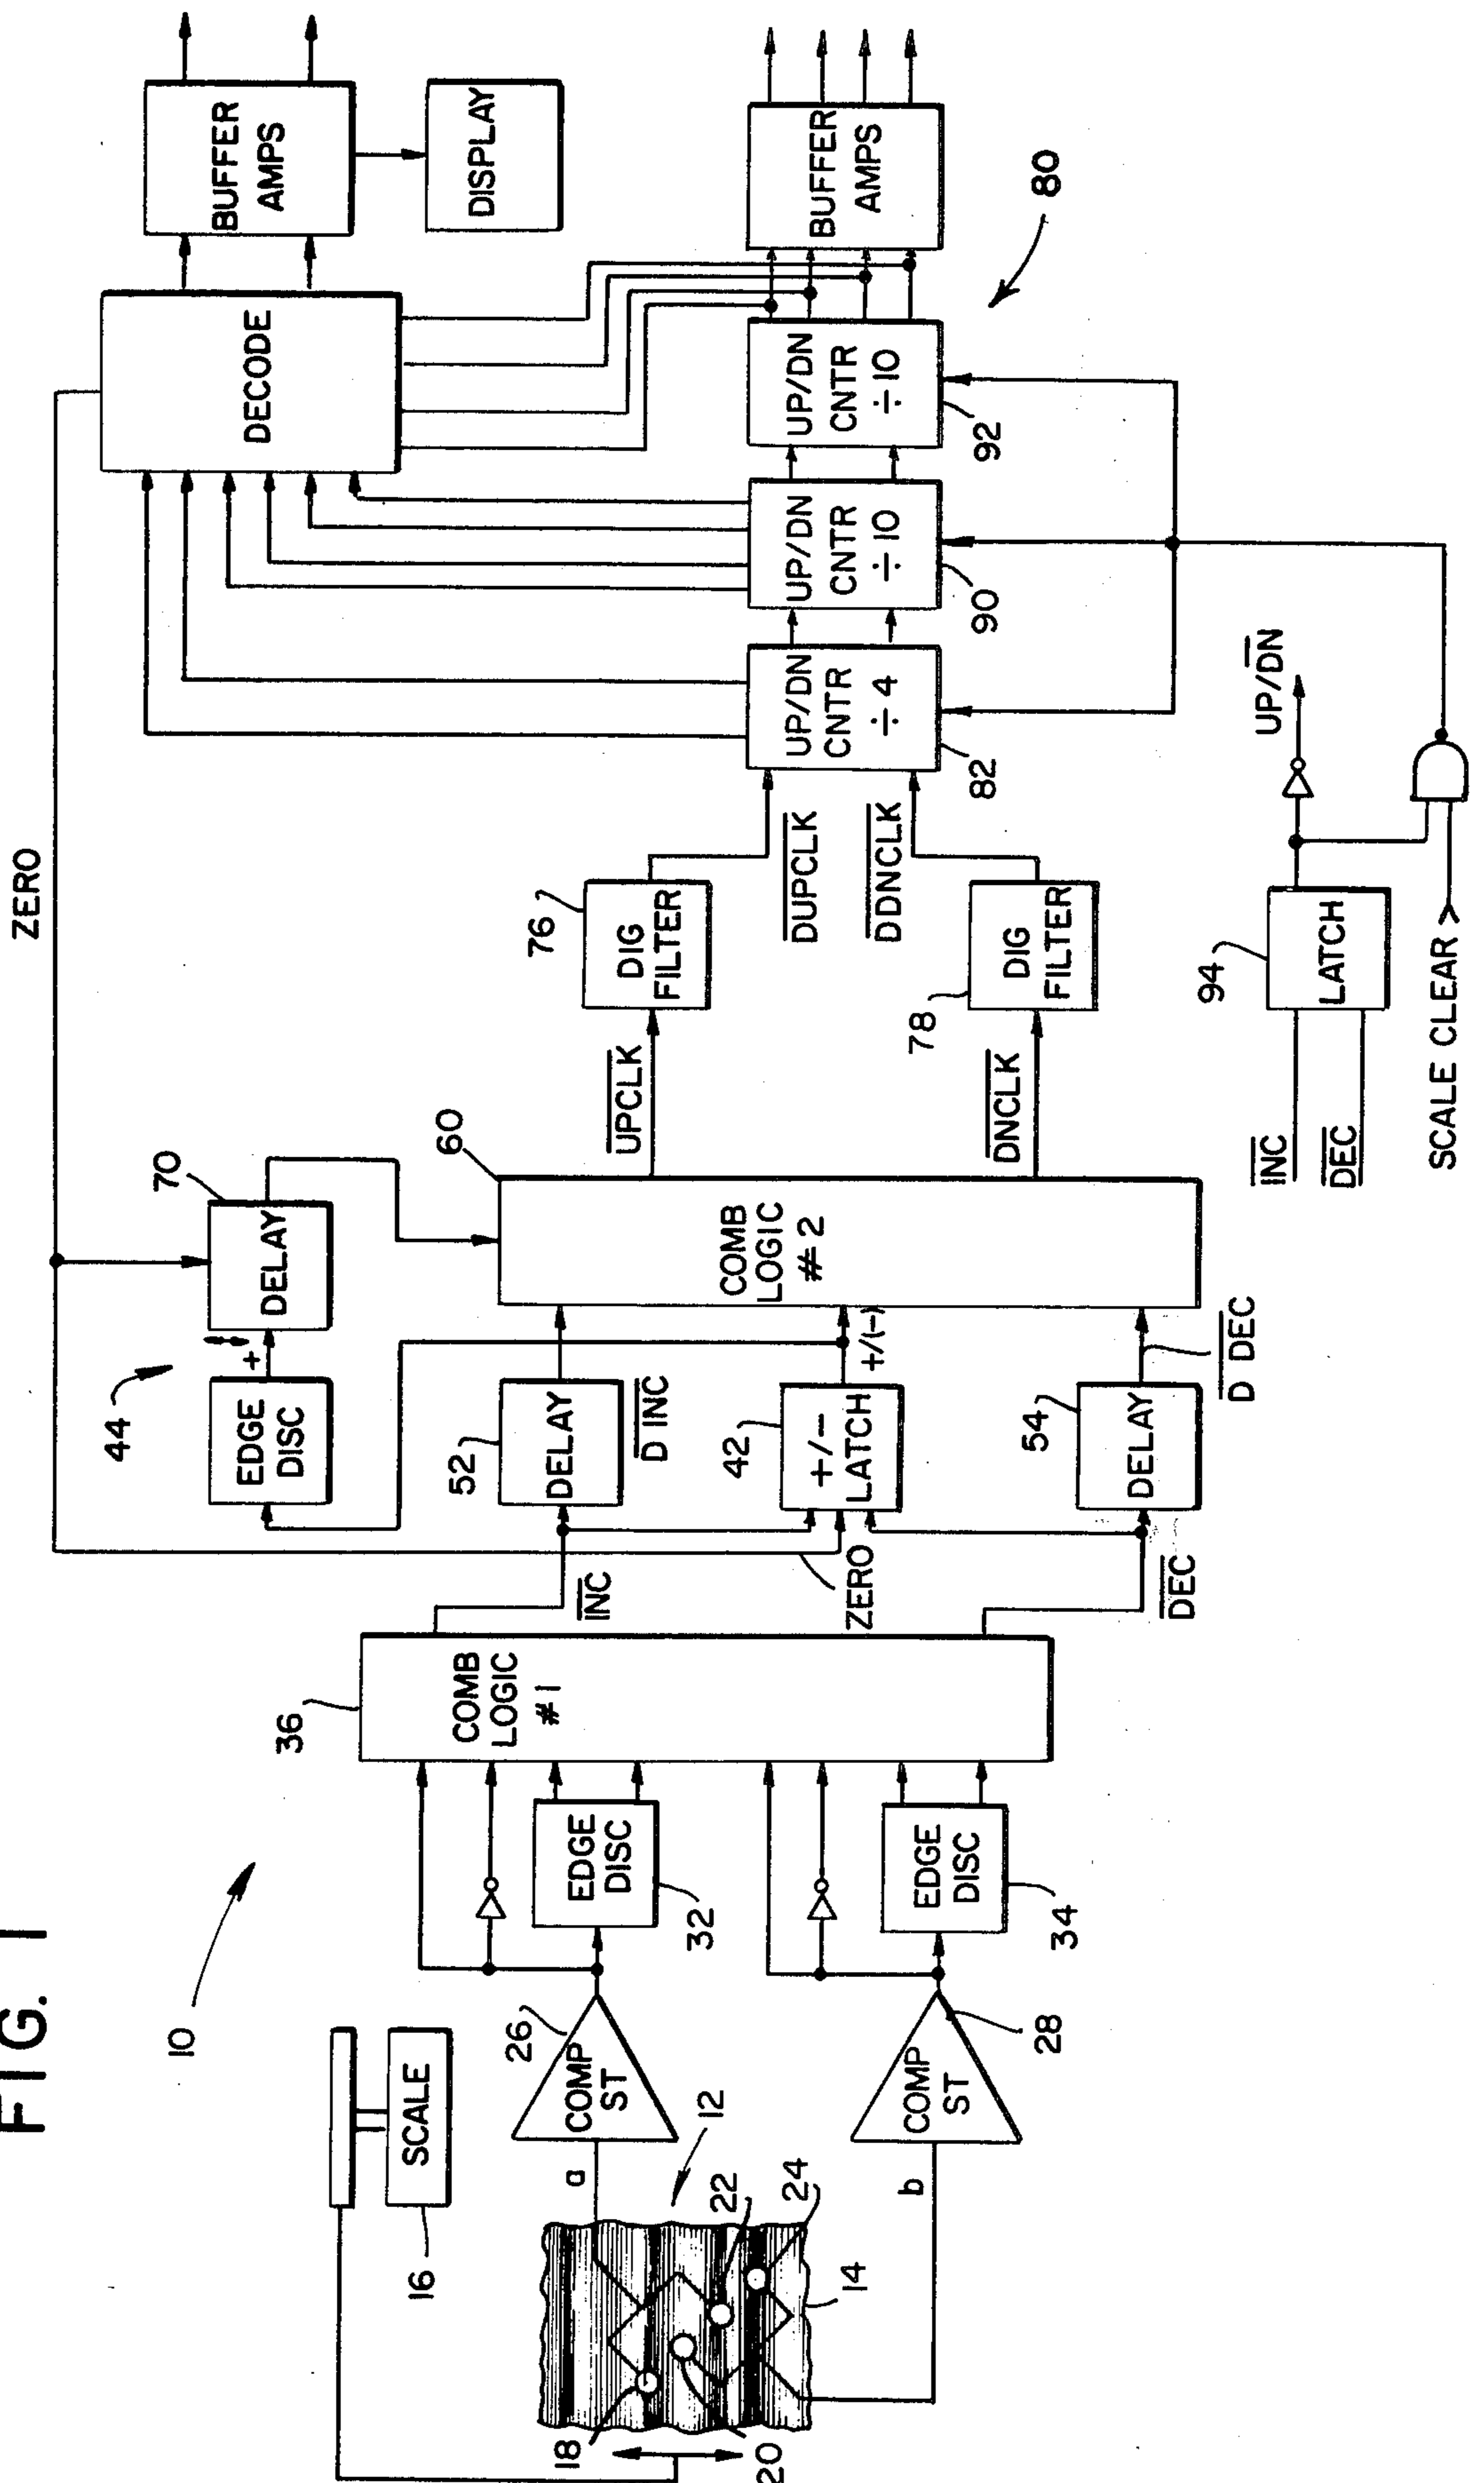 FIG. 1
10
ZERO
SCALE
16
a
b
12
14
18
20
22
24
COMP
ST
26
COMP
ST
28
EDGE
DISC
32
EDGE
DISC
34
36
COMB
LOGIC
#1
INC
DEC
ZERO
44
EDGE
DISC
+
DELAY
70
52
DELAY
D INC
42
+/-
LATCH
+/(-)
54
DELAY
D DEC
60
COMB
LOGIC
#2
UPCLK
DNCLK
76
DIG
FILTER
78
DIG
FILTER
DUPCLK
DDNCLK
UP/DN
CNTR
÷4
82
UP/DN
CNTR
÷10
90
UP/DN
CNTR
÷10
92
DECODE
BUFFER
AMPS
DISPLAY
BUFFER
AMPS
80
INC
DEC
94
LATCH
UP/DN
SCALE CLEAR >